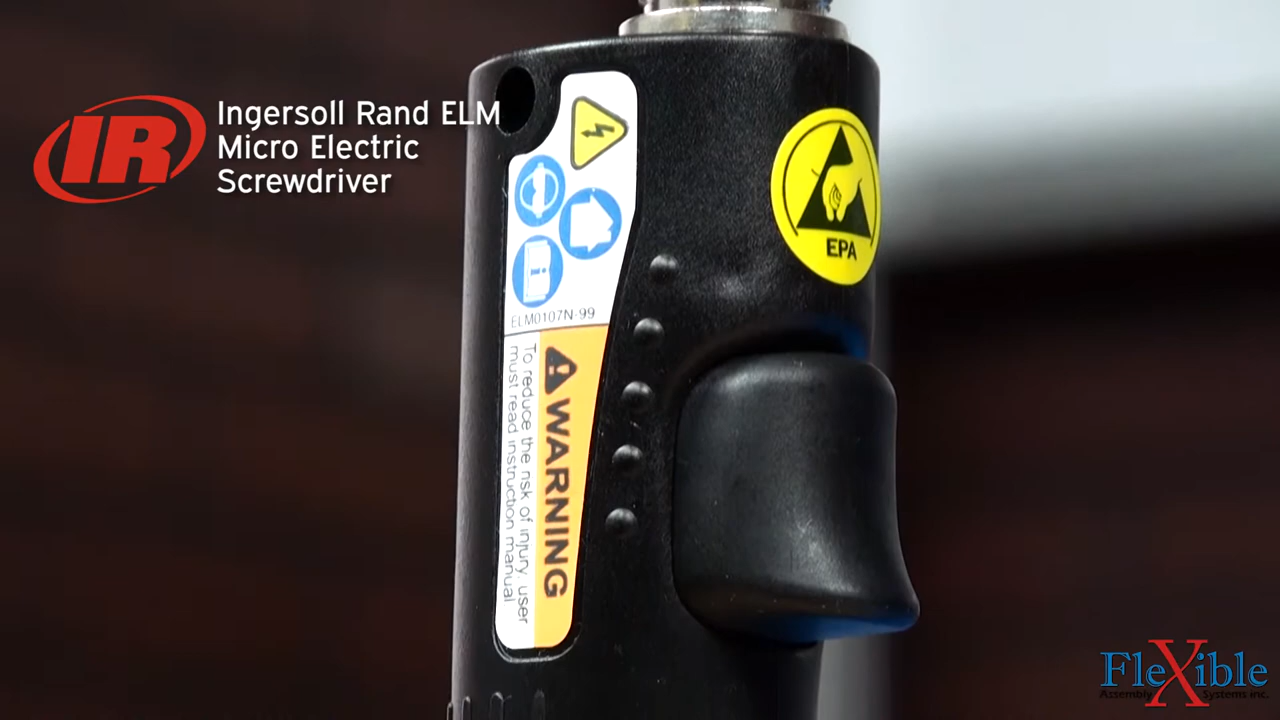 IR
Ingersoll Rand ELM
Micro Electric
Screwdriver
EPA
i
ELM0107N-99
WARNING
To reduce the risk of injury, user
must read instruction manual
FleXible
Assembly Systems Inc.